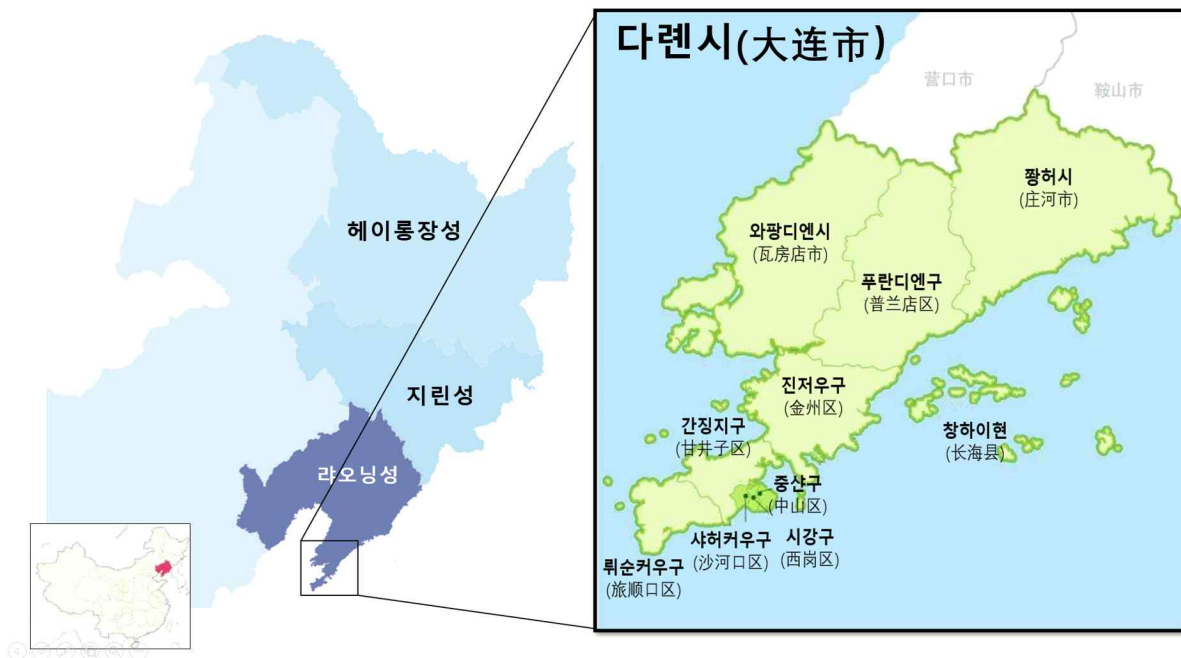 다롄시(大连市)
营口市
鞍山市
쫭허시
(庄河市)
와팡디엔시
(瓦房店市)
푸란디엔구
(普兰店区)
헤이룽장성
진저우구
(金州区)
지린성
간징지구
(甘井子区)
창하이현
(长海县)
랴오닝성
중샨구
(中山区)
샤허커우구
(沙河口区)
시강구
(西岗区)
뤼순커우구
(旅顺口区)